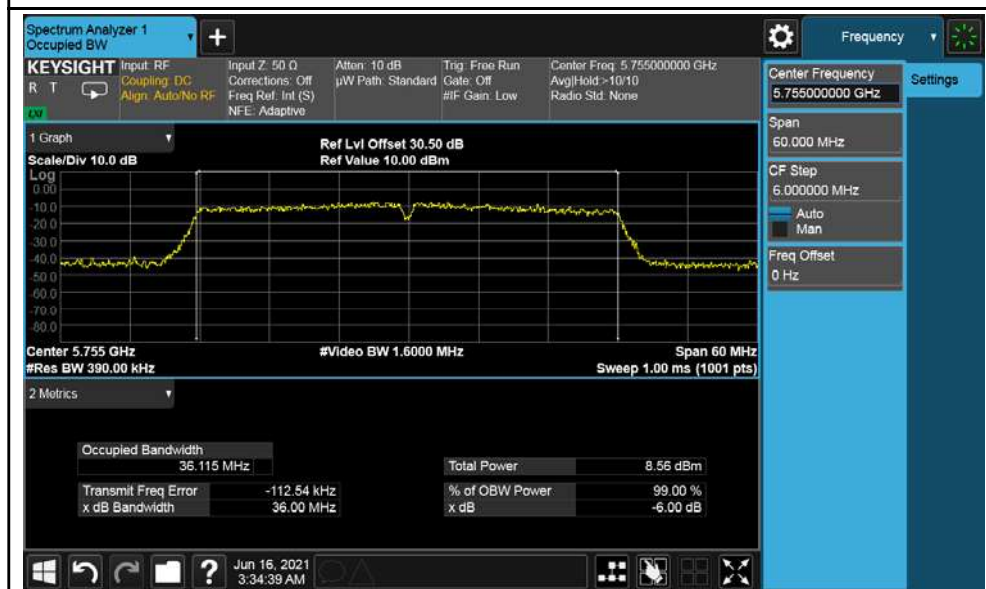 Spectrum Analyzer 1
Occupied BW
Frequency
KEYSIGHT
R T
LXI
Input: RF
Coupling: DC
Align: Auto/No RF
Input Z: 50 Ω
Corrections: Off
Freq Ref: Int (S)
NFE: Adaptive
Atten: 10 dB
µW Path: Standard
Trig: Free Run
Gate: Off
#IF Gain: Low
Center Freq: 5.755000000 GHz
Avg|Hold:>10/10
Radio Std: None
Center Frequency
5.755000000 GHz
Settings
Span
60.000 MHz
CF Step
6.000000 MHz
Auto
Man
Freq Offset
0 Hz
1 Graph
Scale/Div 10.0 dB
Ref Lvl Offset 30.50 dB
Ref Value 10.00 dBm
Log
0.00
-10.0
-20.0
-30.0
-40.0
-50.0
-60.0
-70.0
-80.0
Center 5.755 GHz
#Video BW 1.6000 MHz
Span 60 MHz
#Res BW 390.00 kHz
Sweep 1.00 ms (1001 pts)
2 Metrics
Occupied Bandwidth
36.115 MHz
Total Power 8.56 dBm
Transmit Freq Error -112.54 kHz
% of OBW Power 99.00 %
x dB Bandwidth 36.00 MHz
x dB -6.00 dB
?
Jun 16, 2021
3:34:39 AM